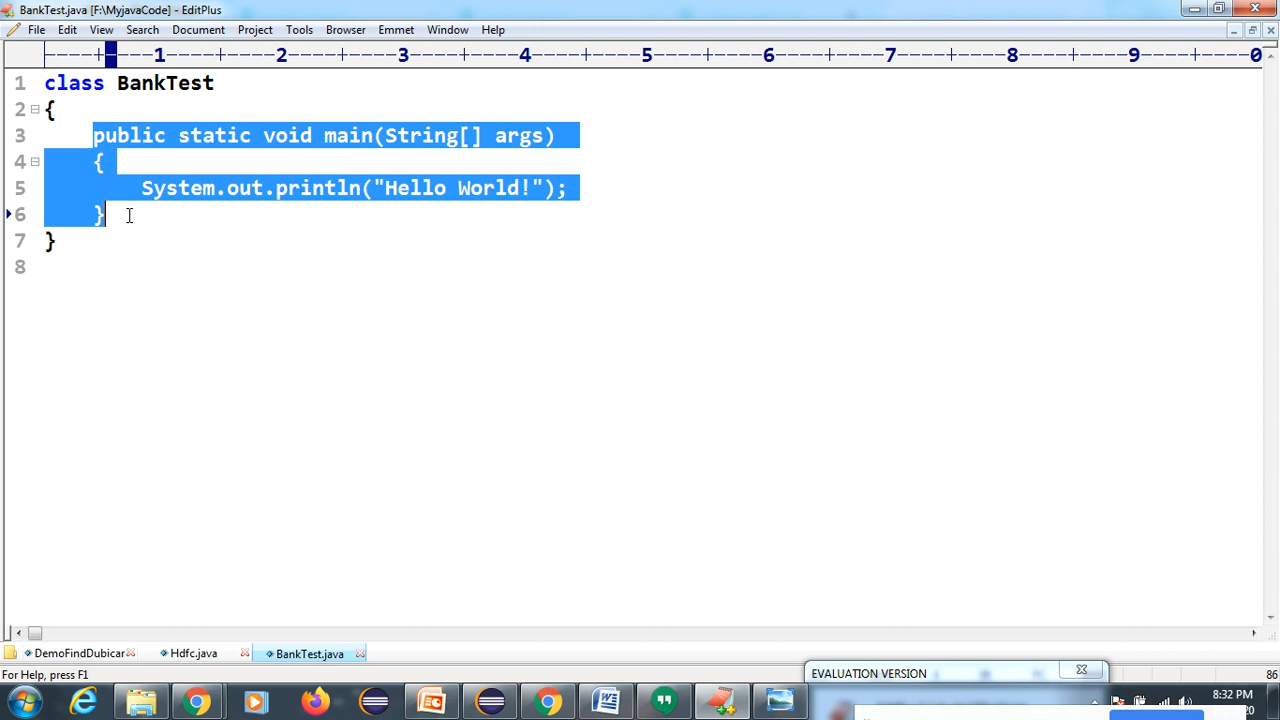 BankTest.java [F:\MyjavaCode] - EditPlus
File Edit View Search Document Project Tools Browser Emmet Window Help
----+----1----+----2----+----3----+----4----+----5----+----6----+----7----+----8----+----9----+----0
1 class BankTest
2 {
3 public static void main(String[] args)
4 {
5 System.out.println("Hello World!");
6 }
7 }
8
DemoFindDubicar Hdfc.java BankTest.java
For Help, press F1
EVALUATION VERSION
86
8:32 PM
20